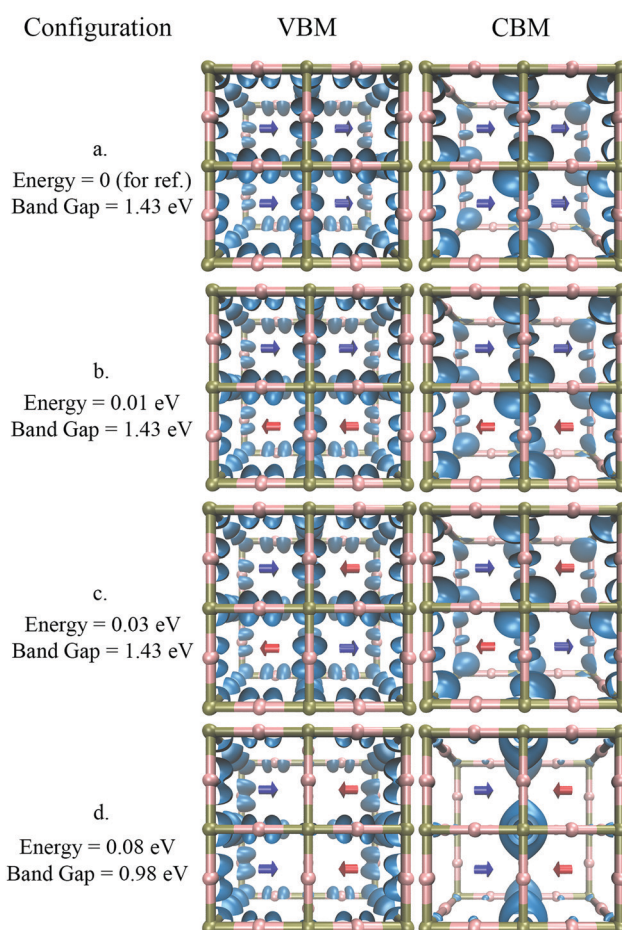 Configuration VBM CBM
a.
Energy = 0 (for ref.)
Band Gap = 1.43 eV
b.
Energy = 0.01 eV
Band Gap = 1.43 eV
c.
Energy = 0.03 eV
Band Gap = 1.43 eV
d.
Energy = 0.08 eV
Band Gap = 0.98 eV